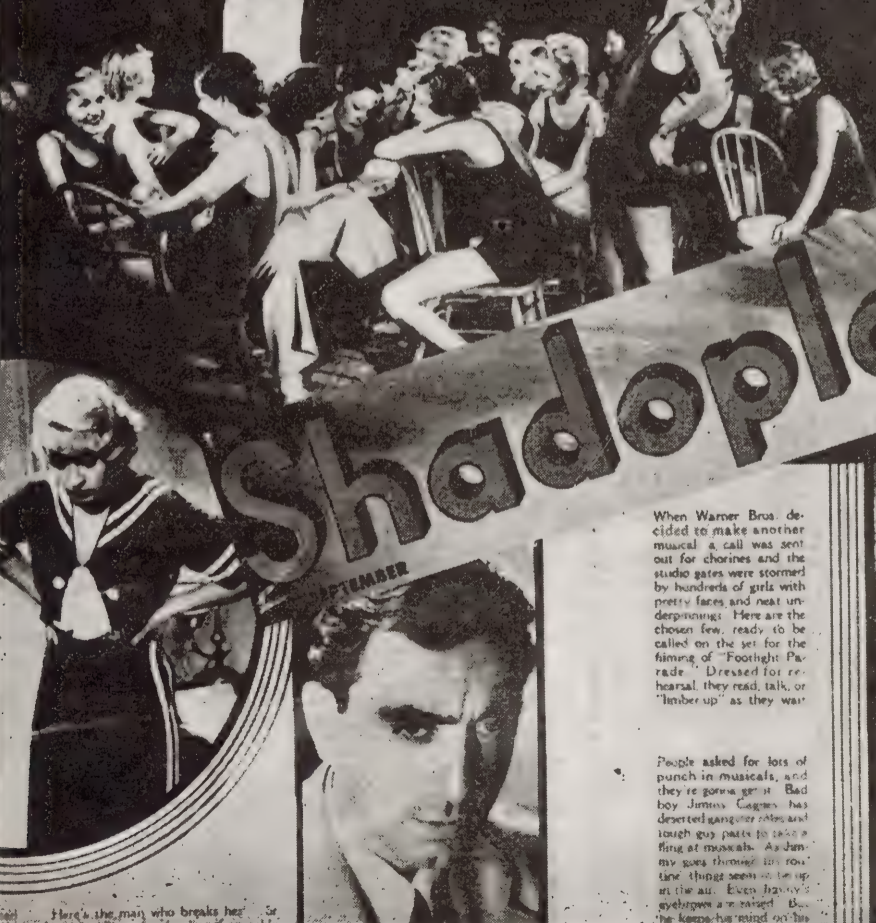 Shadopla
SEPTEMBER
When Warner Bros. de-
cided to make another
musical a call was sent
out for chorines and the
studio gates were stormed
by hundreds of girls with
pretty faces and neat un-
derpinnings Here are the
chosen few, ready to be
called on the set for the
filming of "Footlight Pa-
rade." Dressed for re-
hearsal, they read, talk, or
"limber up" as they wait
People asked for lots of
punch in musicals, and
they're gonna get it Bad
boy Jimmy Cagney has
deserted gangster roles and
tough guy parts to take a
fling at musicals. As Jim-
my goes through his rou-
tine things seem to be up
in the air. Even
eyebrows are raised
he keeps his mind on his
Here's the man who breaks her